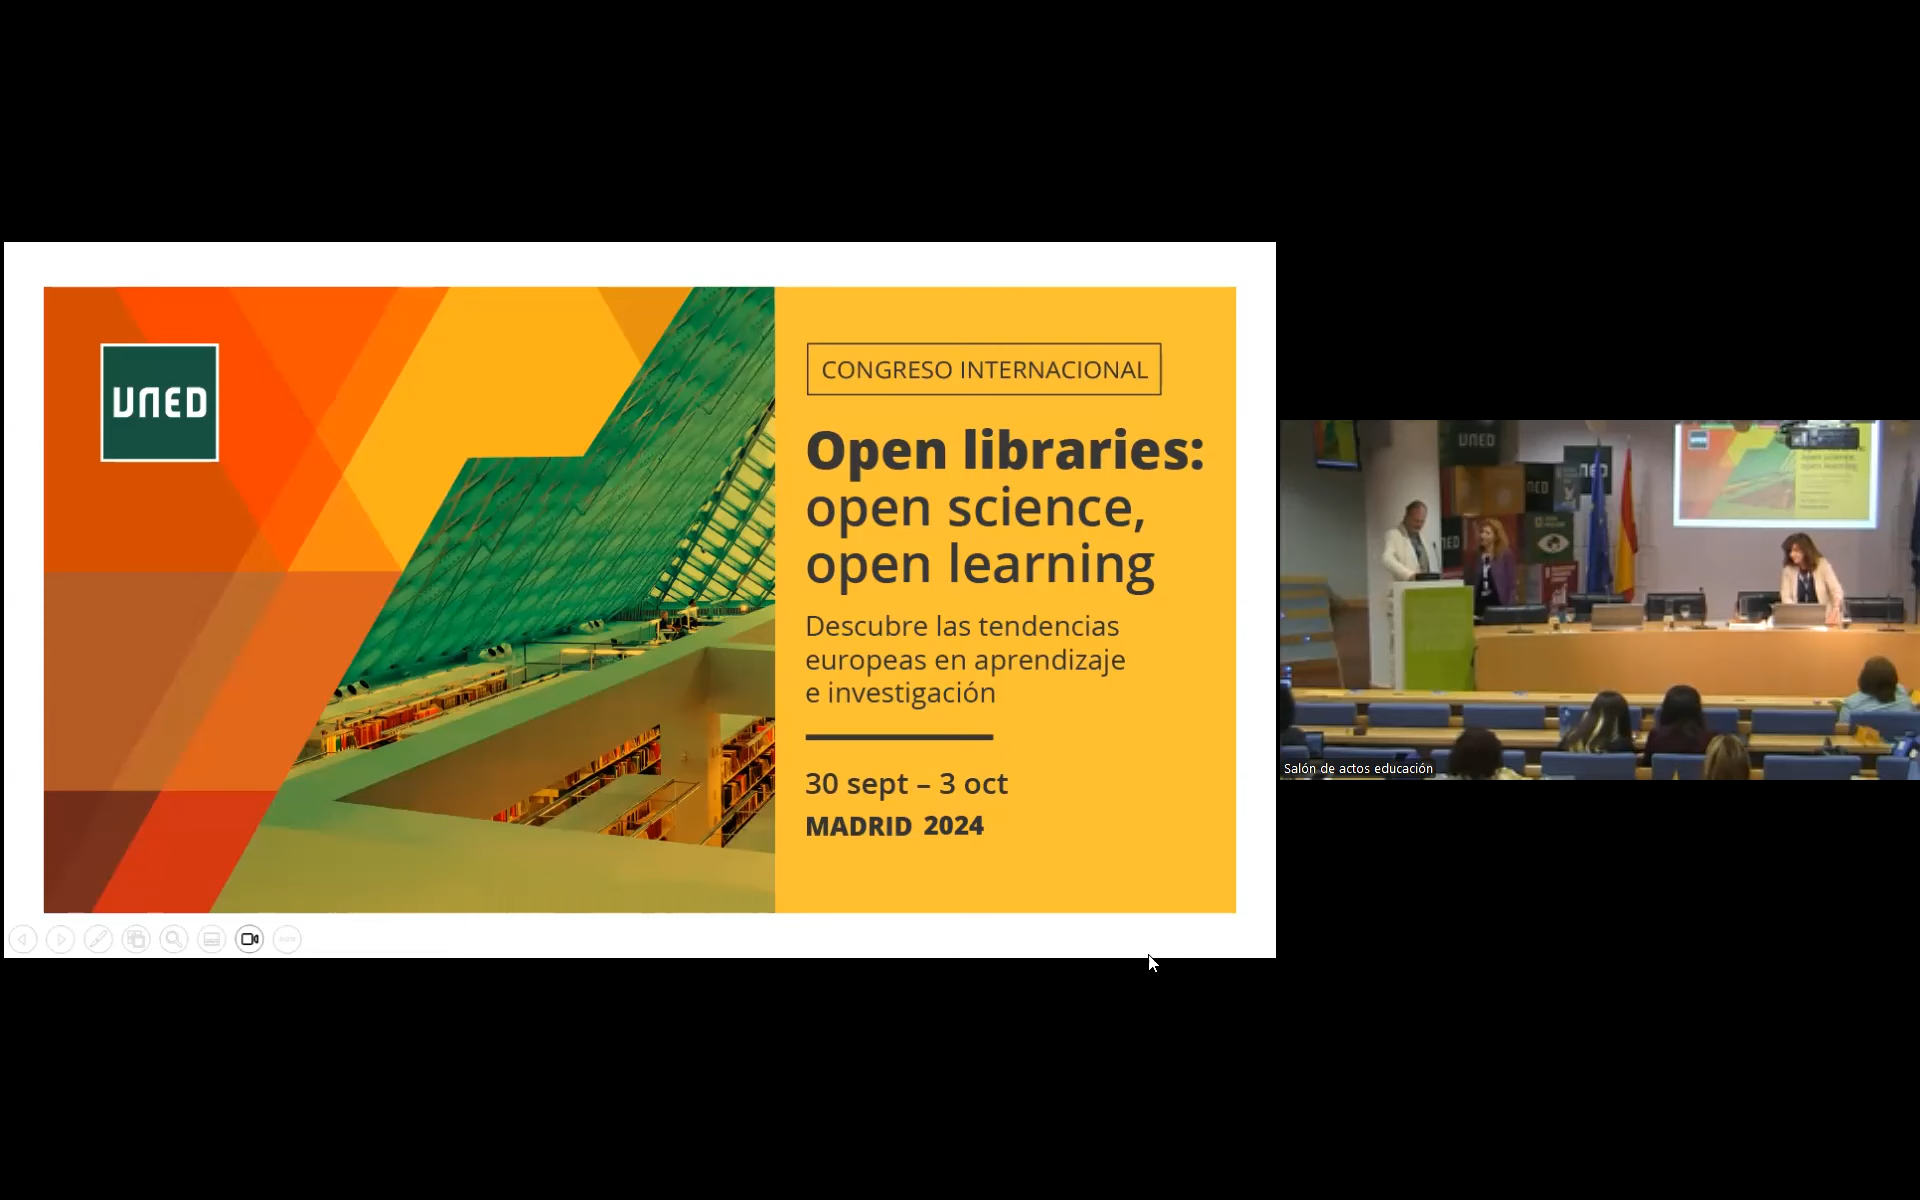 UNED
CONGRESO INTERNACIONAL
Open libraries:
open science,
open learning
Descubre las tendencias
europeas en aprendizaje
e investigación
30 sept – 3 oct
MADRID 2024
UNED
Salón de actos educación